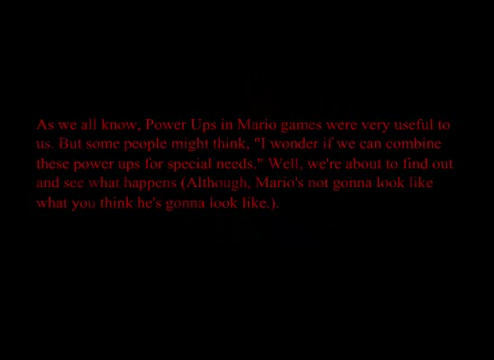 As we all know, Power Ups in Mario games were very useful to
us. But some people might think, "I wonder if we can combine
these power ups for special needs." Well, we're about to find out
and see what happens (Although, Mario's not gonna look like
what you think he's gonna look like.).